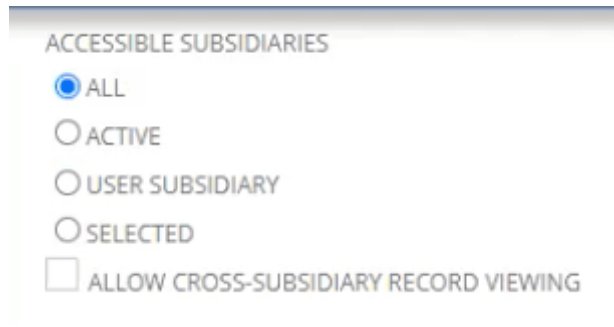 ACCESSIBLE SUBSIDIARIES
ALL
ACTIVE
USER SUBSIDIARY
SELECTED
ALLOW CROSS-SUBSIDIARY RECORD VIEWING